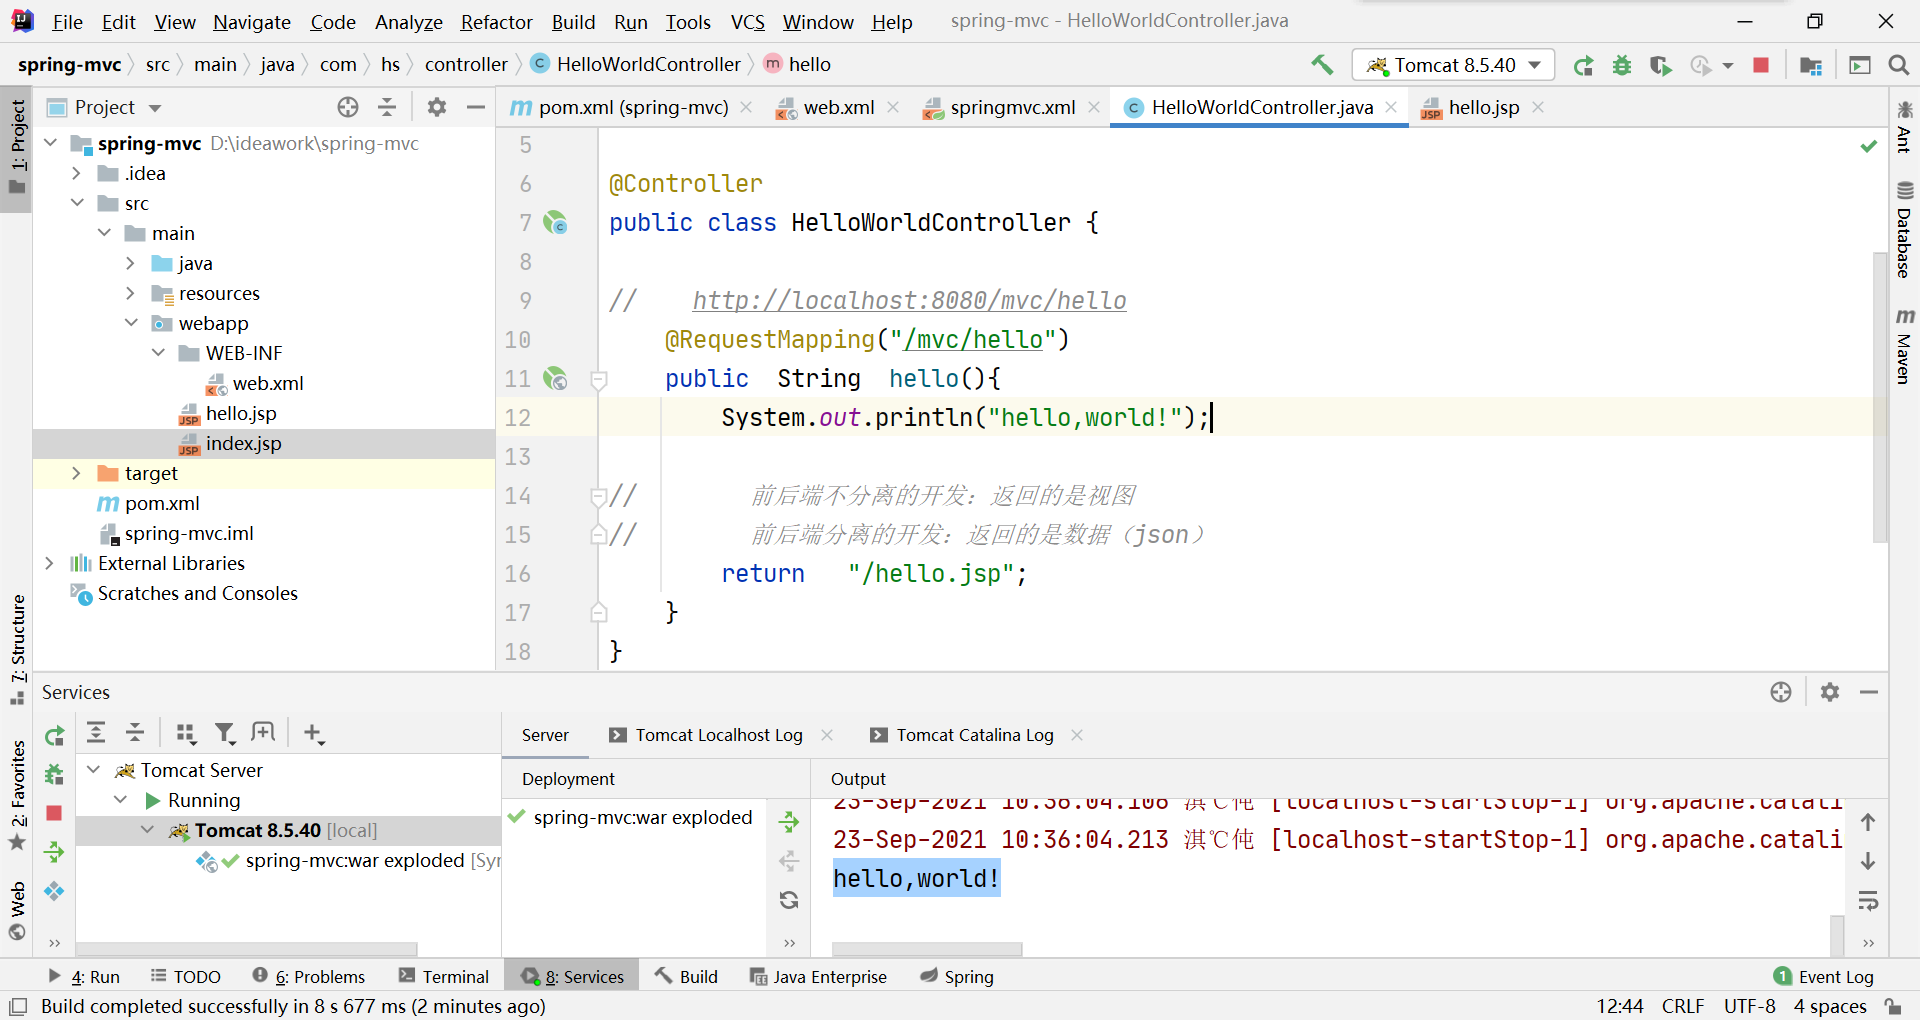 File Edit View Navigate Code Analyze Refactor Build Run Tools VCS Window Help spring-mvc - HelloWorldController.java
spring-mvc src main java com hs controller HelloWorldController hello Tomcat 8.5.40
Project
pom.xml (spring-mvc) web.xml springmvc.xml HelloWorldController.java hello.jsp
1: Project
7: Structure
2: Favorites
Web
spring-mvc D:\ideawork\spring-mvc
.idea
src
main
java
resources
webapp
WEB-INF
web.xml
hello.jsp
index.jsp
target
pom.xml
spring-mvc.iml
External Libraries
Scratches and Consoles
5
6 @Controller
7 public class HelloWorldController {
8
9 // http://localhost:8080/mvc/hello
10 @RequestMapping("/mvc/hello")
11 public String hello(){
12 System.out.println("hello,world!");
13
14 // 前后端不分离的开发：返回的是视图
15 // 前后端分离的开发：返回的是数据（json）
16 return "/hello.jsp";
17 }
18 }
Ant
Database
Maven
Services
Tomcat Server
Running
Tomcat 8.5.40 [local]
spring-mvc:war exploded [Syn
Server Tomcat Localhost Log Tomcat Catalina Log
Deployment Output
spring-mvc:war exploded
23-Sep-2021 10:36:04.106 淇℃伅 [localhost-startStop-1] org.apache.catali
23-Sep-2021 10:36:04.213 淇℃伅 [localhost-startStop-1] org.apache.catali
hello,world!
4: Run TODO 6: Problems Terminal 8: Services Build Java Enterprise Spring 1 Event Log
Build completed successfully in 8 s 677 ms (2 minutes ago) 12:44 CRLF UTF-8 4 spaces